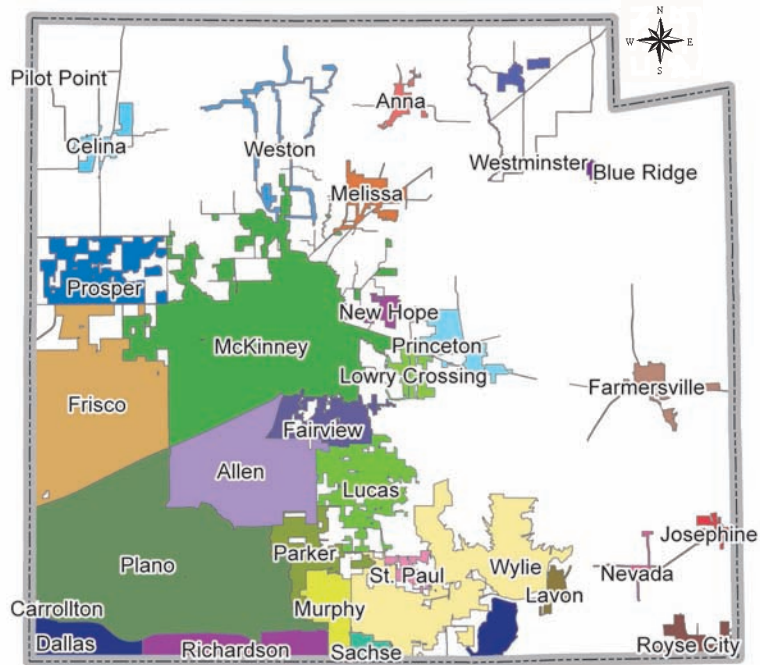 N
W E
S
Pilot Point
Anna
Celina
Weston
Westminster
Blue Ridge
Melissa
Prosper
New Hope
McKinney
Princeton
Lowry Crossing
Farmersville
Frisco
Fairview
Allen
Lucas
Josephine
Parker
Plano
St. Paul
Wylie
Nevada
Lavon
Carrollton
Murphy
Dallas
Richardson
Sachse
Royse City